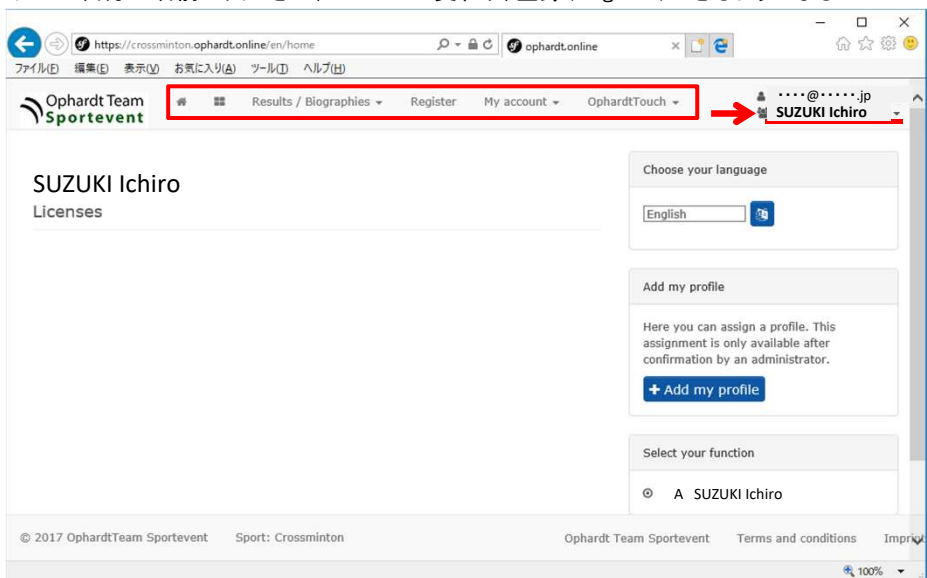 https://crossminton.ophardt.online/en/home
ophardt.online
ファイル(F) 編集(E) 表示(V) お気に入り(A) ツール(T) ヘルプ(H)
Ophardt Team
Sportevent
Results / Biographies
Register
My account
OphardtTouch
････@･････.jp
SUZUKI Ichiro
SUZUKI Ichiro
Licenses
Choose your language
English
Add my profile
Here you can assign a profile. This
assignment is only available after
confirmation by an administrator.
+ Add my profile
Select your function
A SUZUKI Ichiro
© 2017 OphardtTeam Sportevent Sport: Crossminton
Ophardt Team Sportevent Terms and conditions
100%